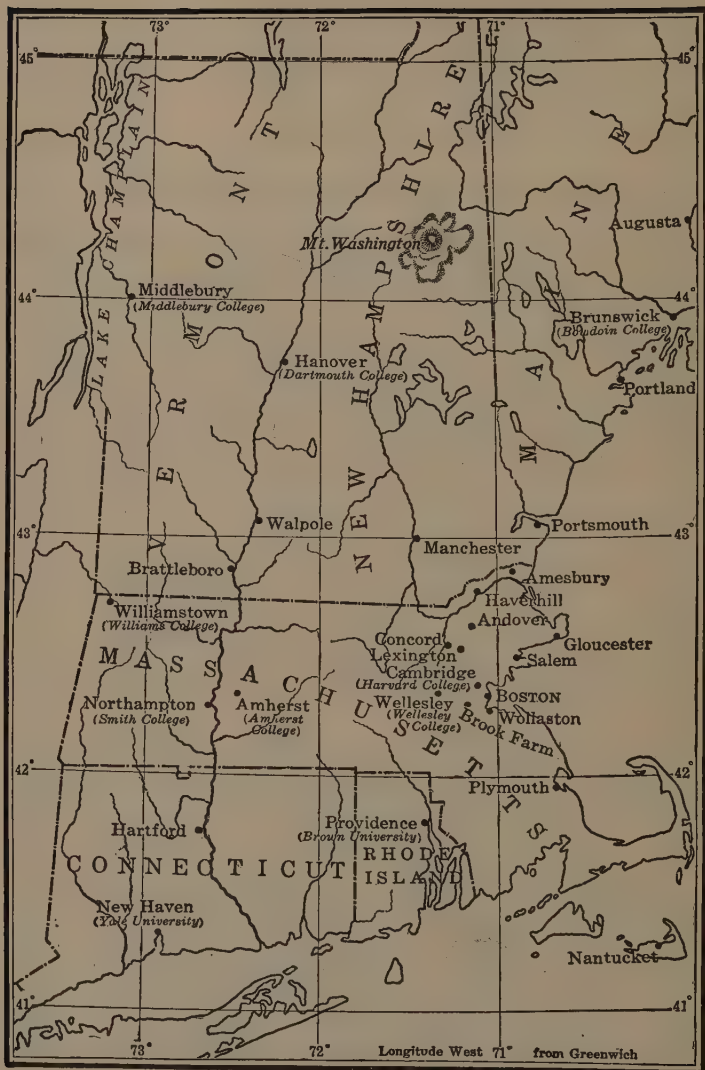 73° 72° 71°
45° 45°
LAKE CHAMPLAIN
VERMONT
NEW HAMPSHIRE
MAINE
Mt. Washington
Augusta
44° 44°
Middlebury
(Middlebury College)
Brunswick
(Bowdoin College)
Hanover
(Dartmouth College)
Portland
Walpole
Portsmouth
43° 43°
Manchester
Brattleboro
Amesbury
Haverhill
Williamstown
(Williams College)
Andover
Concord
Gloucester
Lexington
Salem
Cambridge
(Harvard College)
MASSACHUSETTS
Northampton
(Smith College)
Amherst
(Amherst
College)
Wellesley
(Wellesley
College)
BOSTON
Wollaston
Brook Farm
42° 42°
Plymouth
Hartford
Providence
(Brown University)
CONNECTICUT
RHODE
ISLAND
New Haven
(Yale University)
Nantucket
41° 41°
73° 72° 71°
Longitude West 71° from Greenwich